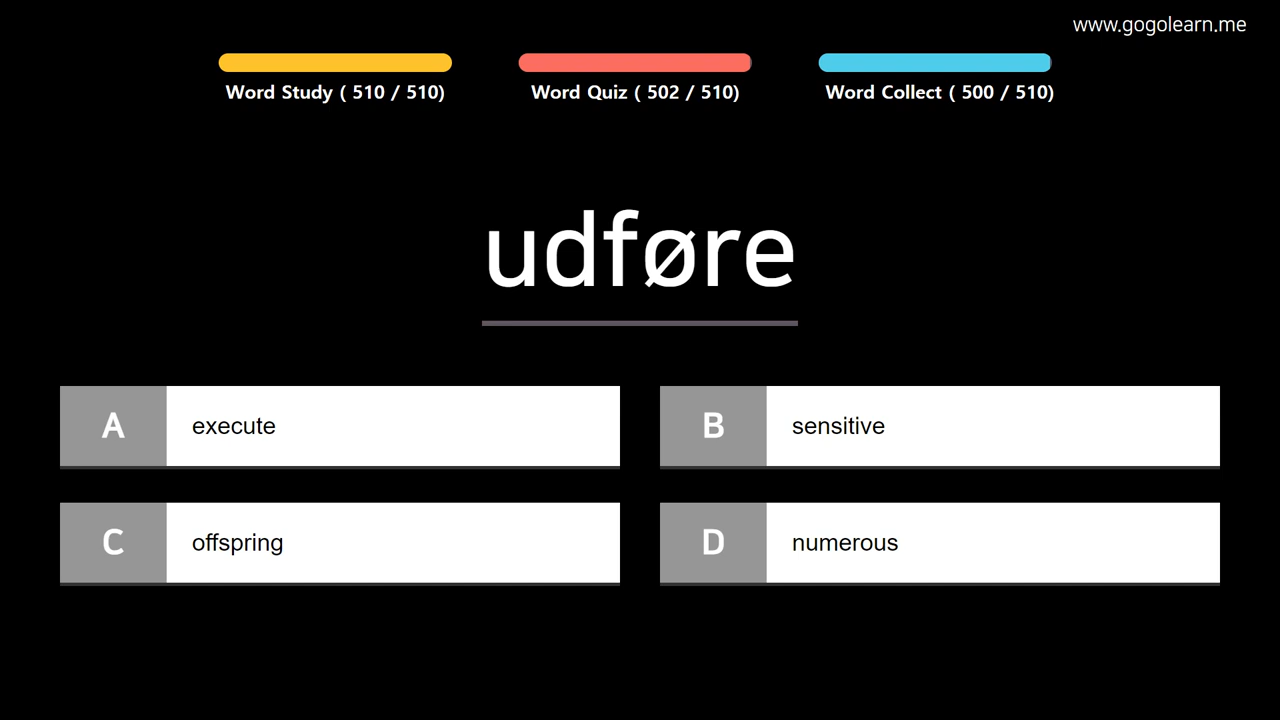 www.gogolearn.me
Word Study ( 510 / 510)
Word Quiz ( 502 / 510)
Word Collect ( 500 / 510)
udføre
A execute
B sensitive
C offspring
D numerous